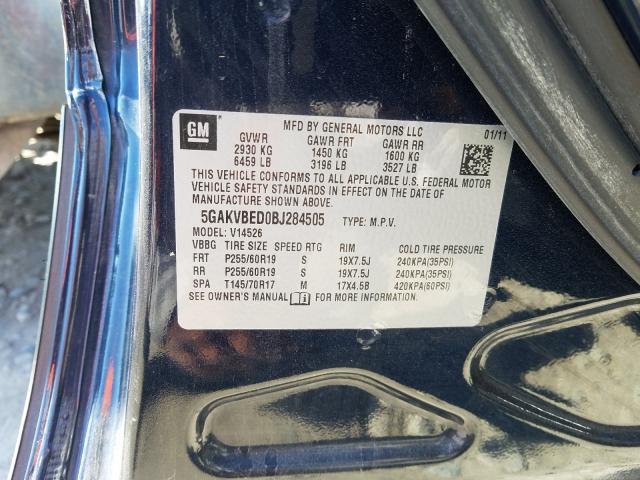 GM
MFD BY GENERAL MOTORS LLC 01/11
GVWR GAWR FRT GAWR RR
2930 KG 1450 KG 1600 KG
6459 LB 3196 LB 3527 LB
THIS VEHICLE CONFORMS TO ALL APPLICABLE U.S. FEDERAL MOTOR
VEHICLE SAFETY STANDARDS IN EFFECT ON THE DATE OF
MANUFACTURE SHOWN ABOVE.
5GAKVBED0BJ284505 TYPE: M.P.V.
MODEL: V14526
VBBG TIRE SIZE SPEED RTG RIM COLD TIRE PRESSURE
FRT P255/60R19 S 19X7.5J 240KPA(35PSI)
RR P255/60R19 S 19X7.5J 240KPA(35PSI)
SPA T145/70R17 M 17X4.5B 420KPA(60PSI)
SEE OWNER'S MANUAL FOR MORE INFORMATION.